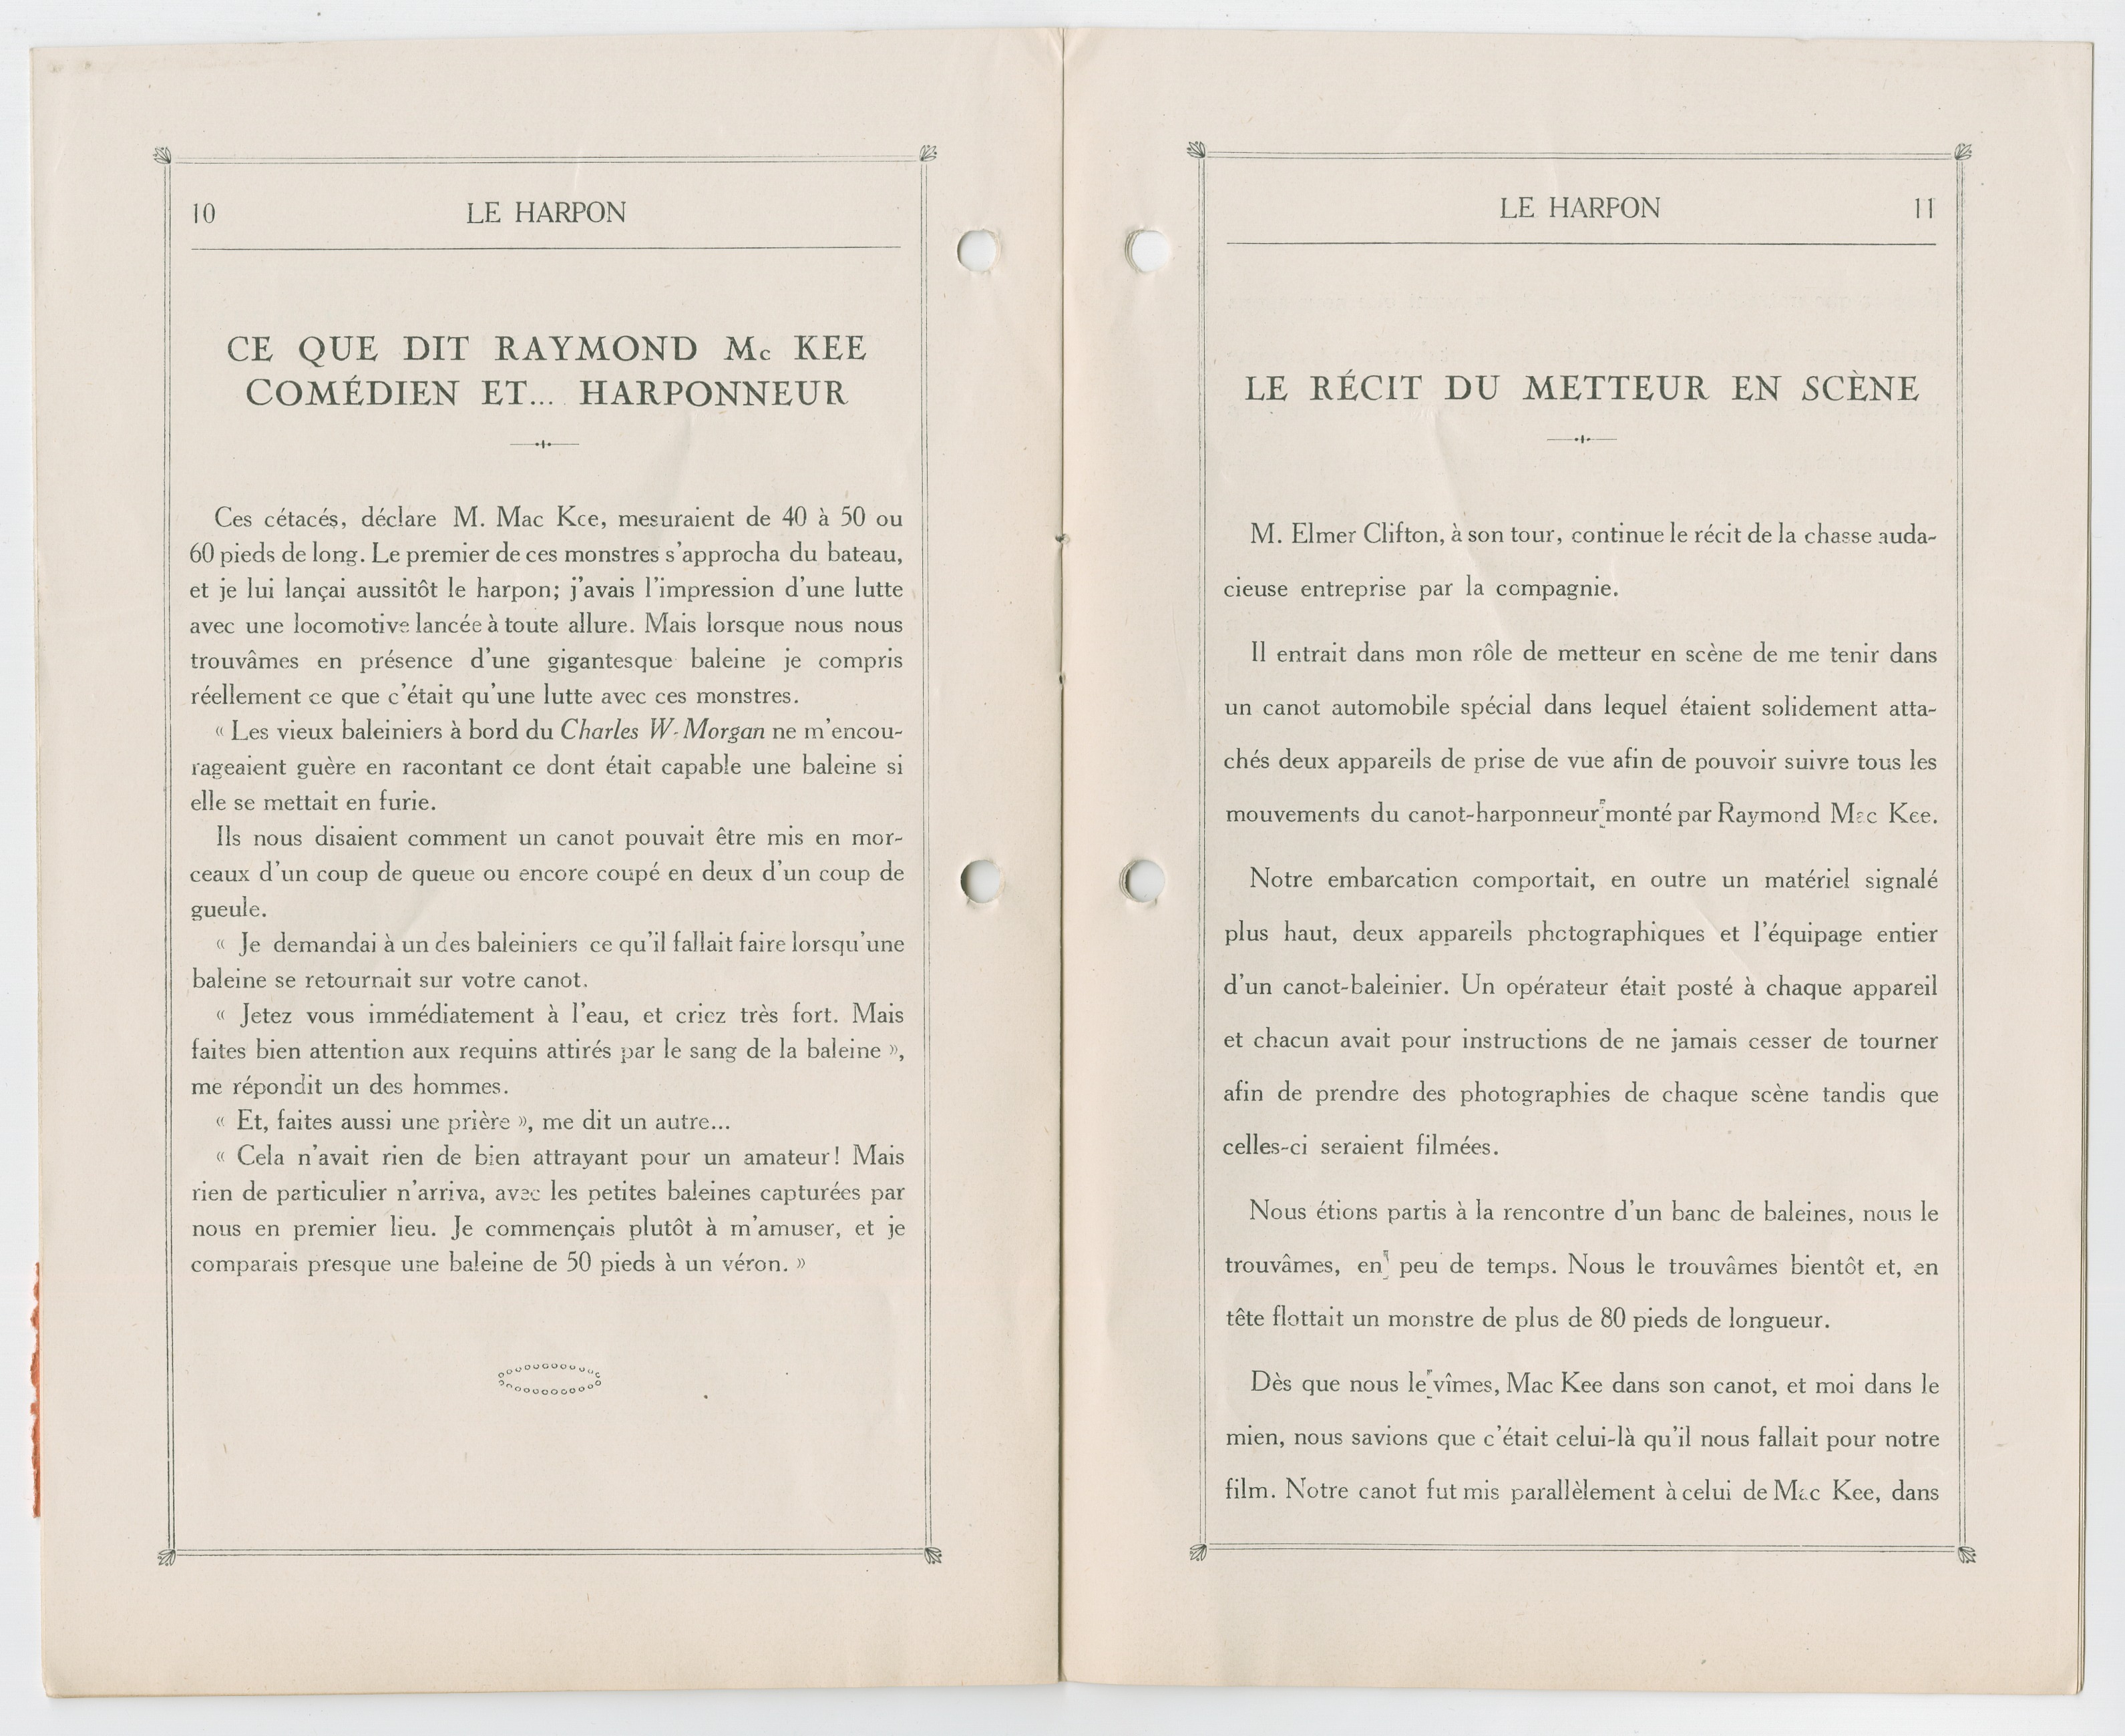 10
LE HARPON
CE QUE DIT RAYMOND Mc KEE
COMÉDIEN ET... HARPONNEUR
Ces cétacés, déclare M. Mac Kee, mesuraient de 40 à 50 ou
60 pieds de long. Le premier de ces monstres s'approcha du bateau,
et je lui lançai aussitôt le harpon; j'avais l'impression d'une lutte
avec une locomotive lancée à toute allure. Mais lorsque nous nous
trouvâmes en présence d'une gigantesque baleine je compris
réellement ce que c'était qu'une lutte avec ces monstres.
« Les vieux baleiniers à bord du Charles W-Morgan ne m'encou-
rageaient guère en racontant ce dont était capable une baleine si
elle se mettait en furie.
Ils nous disaient comment un canot pouvait être mis en mor-
ceaux d'un coup de queue ou encore coupé en deux d'un coup de
gueule.
« Je demandai à un des baleiniers ce qu'il fallait faire lorsqu'une
baleine se retournait sur votre canot.
« Jetez vous immédiatement à l'eau, et criez très fort. Mais
faites bien attention aux requins attirés par le sang de la baleine »,
me répondit un des hommes.
« Et, faites aussi une prière », me dit un autre...
« Cela n'avait rien de bien attrayant pour un amateur! Mais
rien de particulier n'arriva, avec les petites baleines capturées par
nous en premier lieu. Je commençais plutôt à m'amuser, et je
comparais presque une baleine de 50 pieds à un véron. »
LE HARPON
11
LE RÉCIT DU METTEUR EN SCÈNE
M. Elmer Clifton, à son tour, continue le récit de la chasse auda-
cieuse entreprise par la compagnie.
Il entrait dans mon rôle de metteur en scène de me tenir dans
un canot automobile spécial dans lequel étaient solidement atta-
chés deux appareils de prise de vue afin de pouvoir suivre tous les
mouvements du canot-harponneur monté par Raymond Mac Kee.
Notre embarcation comportait, en outre un matériel signalé
plus haut, deux appareils photographiques et l'équipage entier
d'un canot-baleinier. Un opérateur était posté à chaque appareil
et chacun avait pour instructions de ne jamais cesser de tourner
afin de prendre des photographies de chaque scène tandis que
celles-ci seraient filmées.
Nous étions partis à la rencontre d'un banc de baleines, nous le
trouvâmes, en peu de temps. Nous le trouvâmes bientôt et, en
tête flottait un monstre de plus de 80 pieds de longueur.
Dès que nous le vîmes, Mac Kee dans son canot, et moi dans le
mien, nous savions que c'était celui-là qu'il nous fallait pour notre
film. Notre canot fut mis parallèlement à celui de Mac Kee, dans